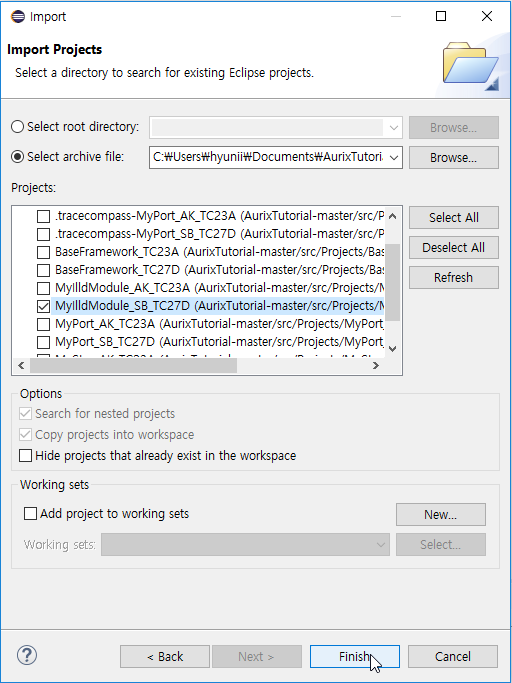 Import
Import Projects
Select a directory to search for existing Eclipse projects.
Select root directory:
Browse...
Select archive file:
C:₩Users₩hyunii₩Documents₩AurixTutoria
Browse...
Projects:
.tracecompass-MyPort_AK_TC23A (AurixTutorial-master/src/P
.tracecompass-MyPort_SB_TC27D (AurixTutorial-master/src/P
BaseFramework_TC23A (AurixTutorial-master/src/Projects/Bas
BaseFramework_TC27D (AurixTutorial-master/src/Projects/Bas
MyIlldModule_AK_TC23A (AurixTutorial-master/src/Projects/M
MyIlldModule_SB_TC27D (AurixTutorial-master/src/Projects/M
MyPort_AK_TC23A (AurixTutorial-master/src/Projects/MyPort_
MyPort_SB_TC27D (AurixTutorial-master/src/Projects/MyPort_
Select All
Deselect All
Refresh
Options
Search for nested projects
Copy projects into workspace
Hide projects that already exist in the workspace
Working sets
Add project to working sets
New...
Working sets:
Select...
?
< Back
Next >
Finish
Cancel